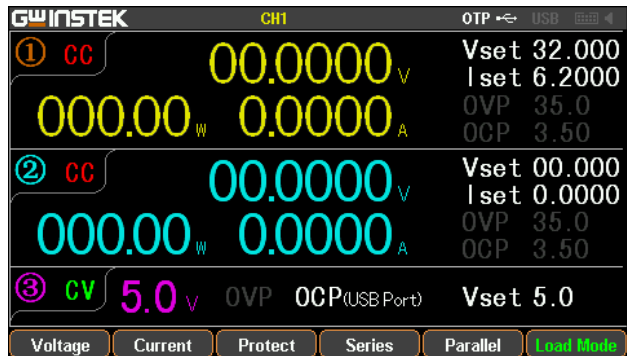 GWINSTEK CH1 OTP USB
① CC 00.0000 V Vset 32.000
Iset 6.2000
000.00 W 0.0000 A OVP 35.0
OCP 3.50
② CC 00.0000 V Vset 00.000
Iset 0.0000
000.00 W 0.0000 A OVP 35.0
OCP 3.50
③ CV 5.0 V OVP OCP(USB Port) Vset 5.0
Voltage Current Protect Series Parallel Load Mode